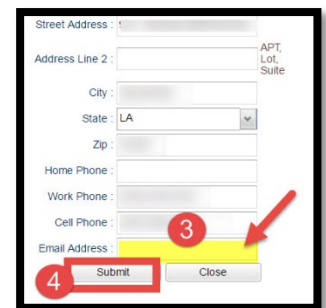 Street Address :
APT,
Address Line 2 : Lot,
Suite
City :
State : LA
Zip :
Home Phone :
Work Phone :
Cell Phone :
3
Email Address :
4 Submit Close